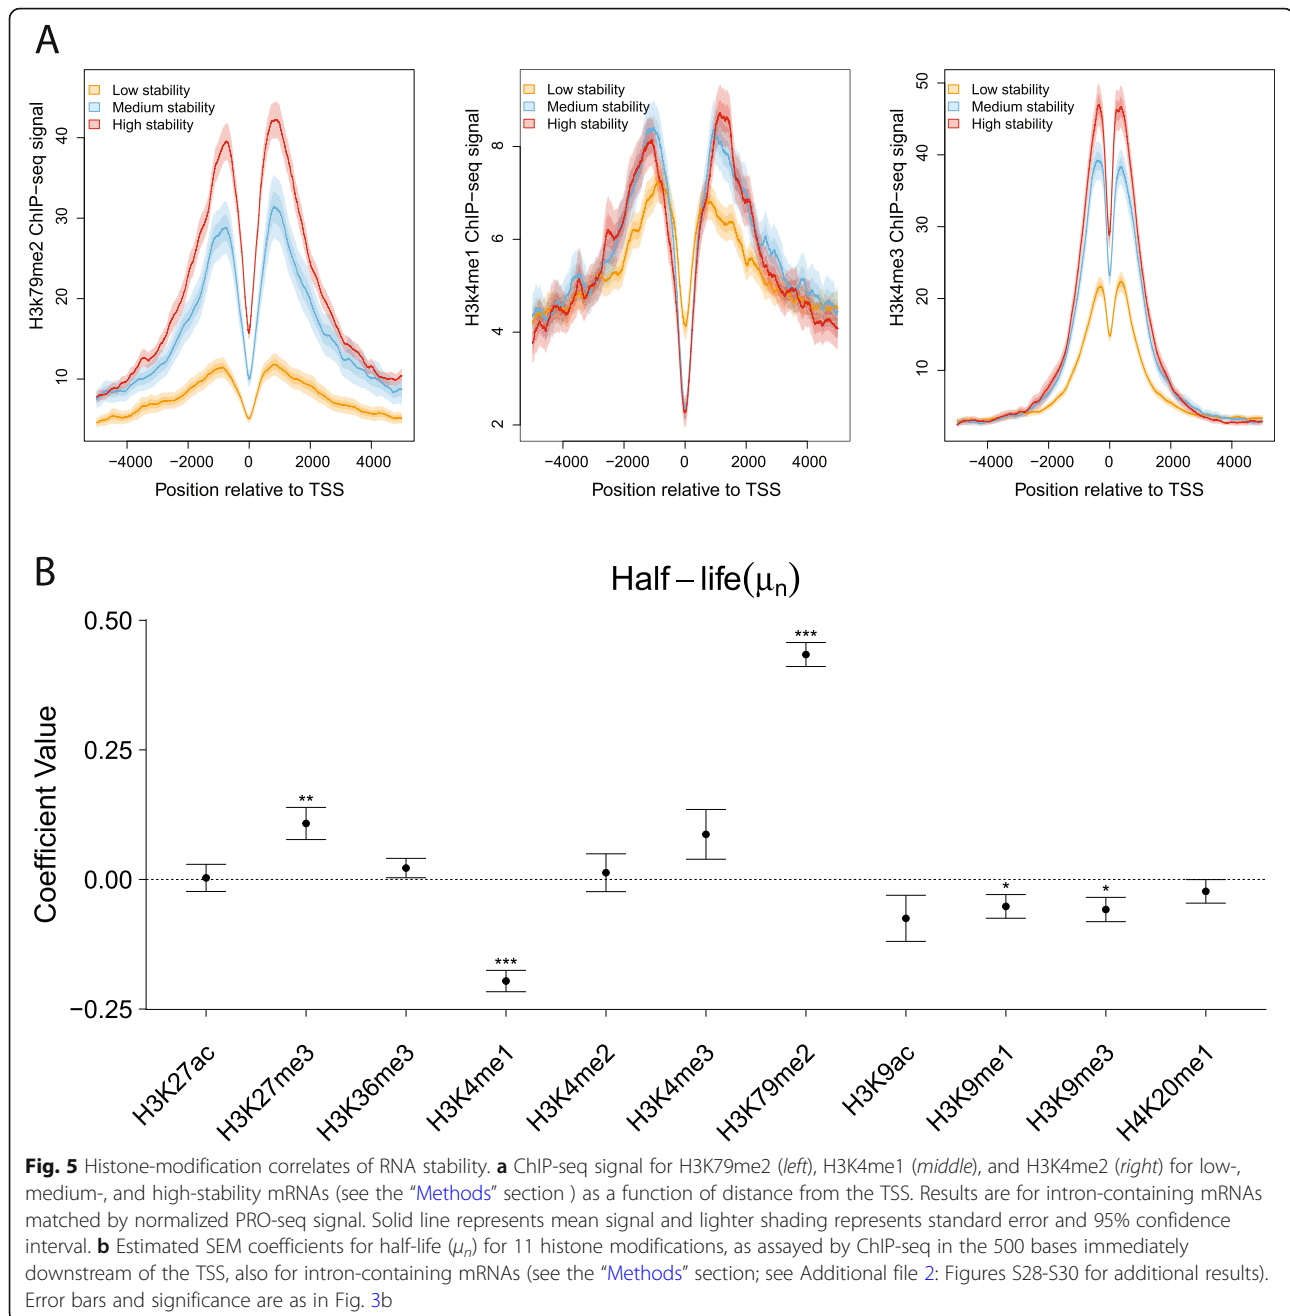 A
Low stability
Medium stability
High stability
H3k79me2 ChIP−seq signal
10
20
30
40
−4000
−2000
0
2000
4000
Position relative to TSS
Low stability
Medium stability
High stability
H3k4me1 ChIP−seq signal
2
4
6
8
−4000
−2000
0
2000
4000
Position relative to TSS
Low stability
Medium stability
High stability
H3k4me3 ChIP−seq signal
10
20
30
40
50
−4000
−2000
0
2000
4000
Position relative to TSS
B
Half−life(μn)
Coefficient Value
0.50
0.25
0.00
−0.25
**
***
***
*
*
H3K27ac
H3K27me3
H3K36me3
H3K4me1
H3K4me2
H3K4me3
H3K79me2
H3K9ac
H3K9me1
H3K9me3
H4K20me1
Fig. 5 Histone-modification correlates of RNA stability. a ChIP-seq signal for H3K79me2 (left), H3K4me1 (middle), and H3K4me2 (right) for low-,
medium-, and high-stability mRNAs (see the “Methods” section ) as a function of distance from the TSS. Results are for intron-containing mRNAs
matched by normalized PRO-seq signal. Solid line represents mean signal and lighter shading represents standard error and 95% confidence
interval. b Estimated SEM coefficients for half-life (μn) for 11 histone modifications, as assayed by ChIP-seq in the 500 bases immediately
downstream of the TSS, also for intron-containing mRNAs (see the “Methods” section; see Additional file 2: Figures S28-S30 for additional results).
Error bars and significance are as in Fig. 3b